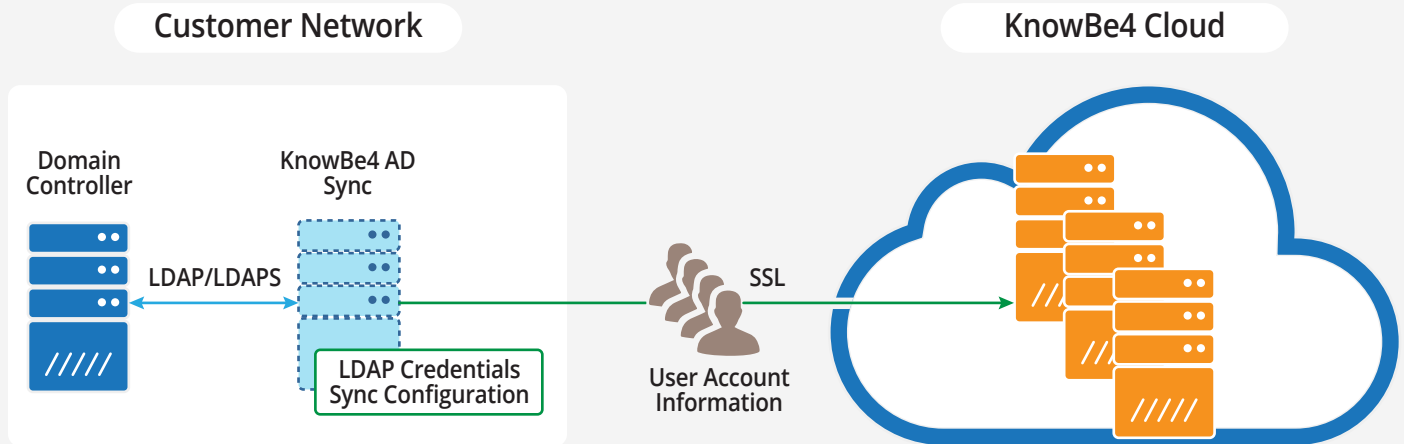 Customer Network
KnowBe4 Cloud
Domain
Controller
KnowBe4 AD
Sync
LDAP/LDAPS
SSL
LDAP Credentials
Sync Configuration
User Account
Information